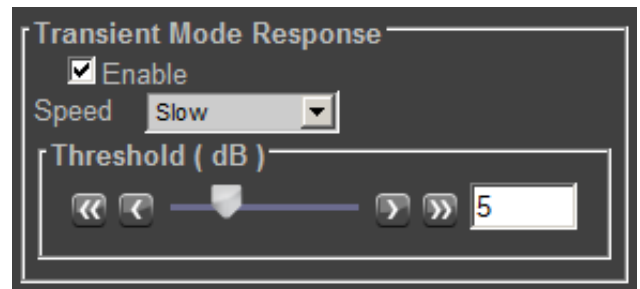 Transient Mode Response
Enable
Speed Slow
Threshold ( dB )
5